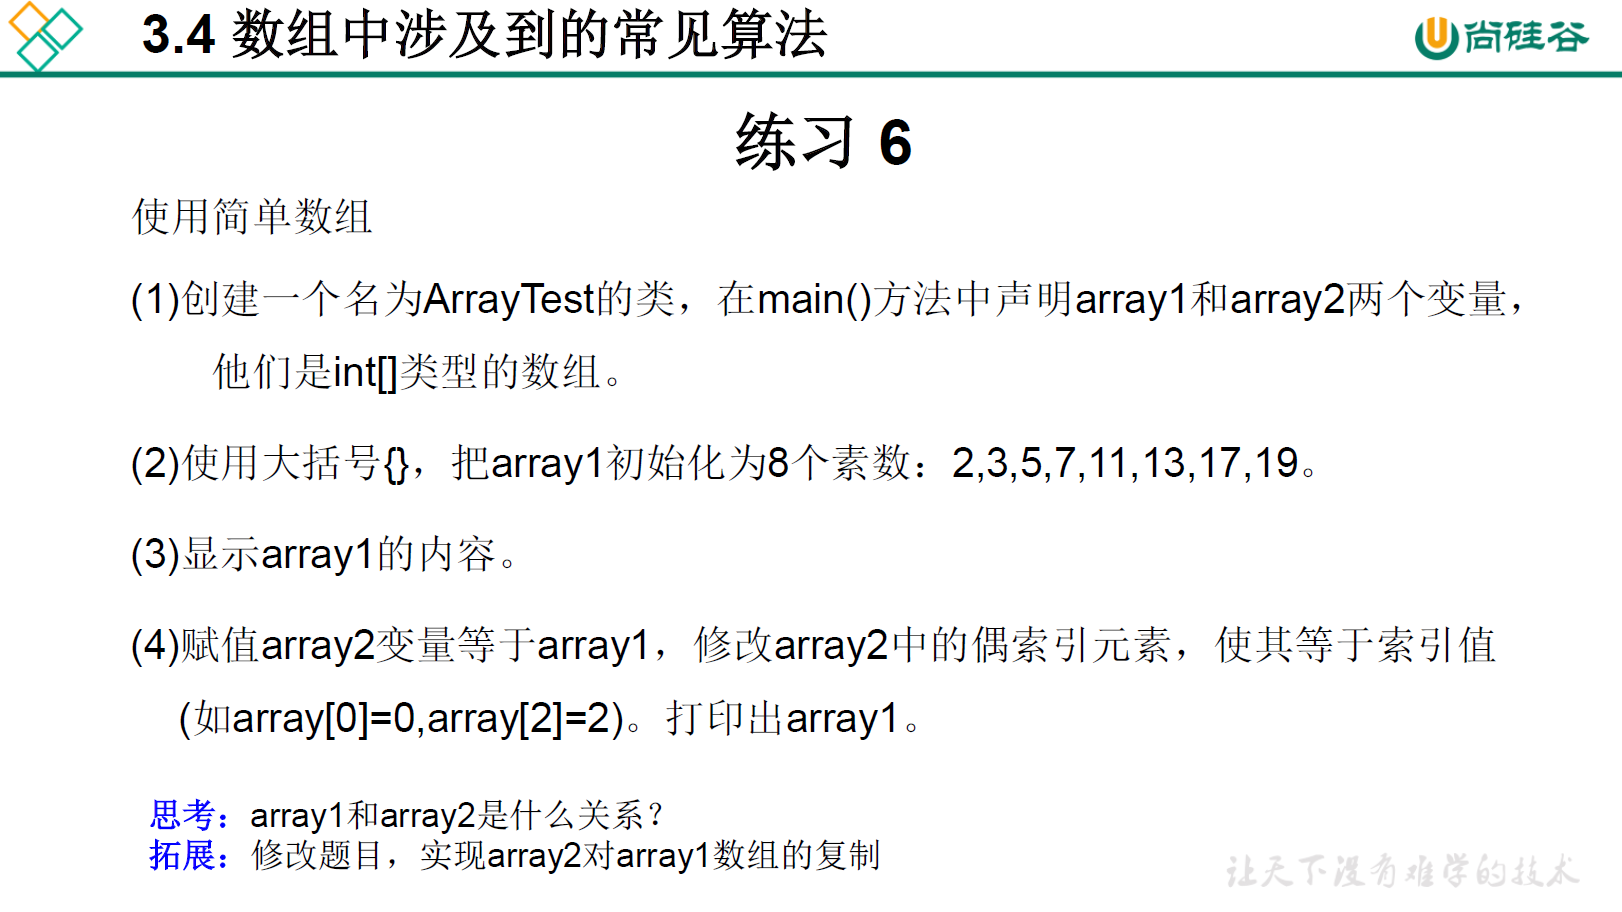 3.4 数组中涉及到的常见算法
尚硅谷
练习 6
使用简单数组
(1)创建一个名为ArrayTest的类，在main()方法中声明array1和array2两个变量，
他们是int[]类型的数组。
(2)使用大括号{}，把array1初始化为8个素数：2,3,5,7,11,13,17,19。
(3)显示array1的内容。
(4)赋值array2变量等于array1，修改array2中的偶索引元素，使其等于索引值
(如array[0]=0,array[2]=2)。打印出array1。
思考：array1和array2是什么关系？
拓展：修改题目，实现array2对array1数组的复制
让天下没有难学的技术